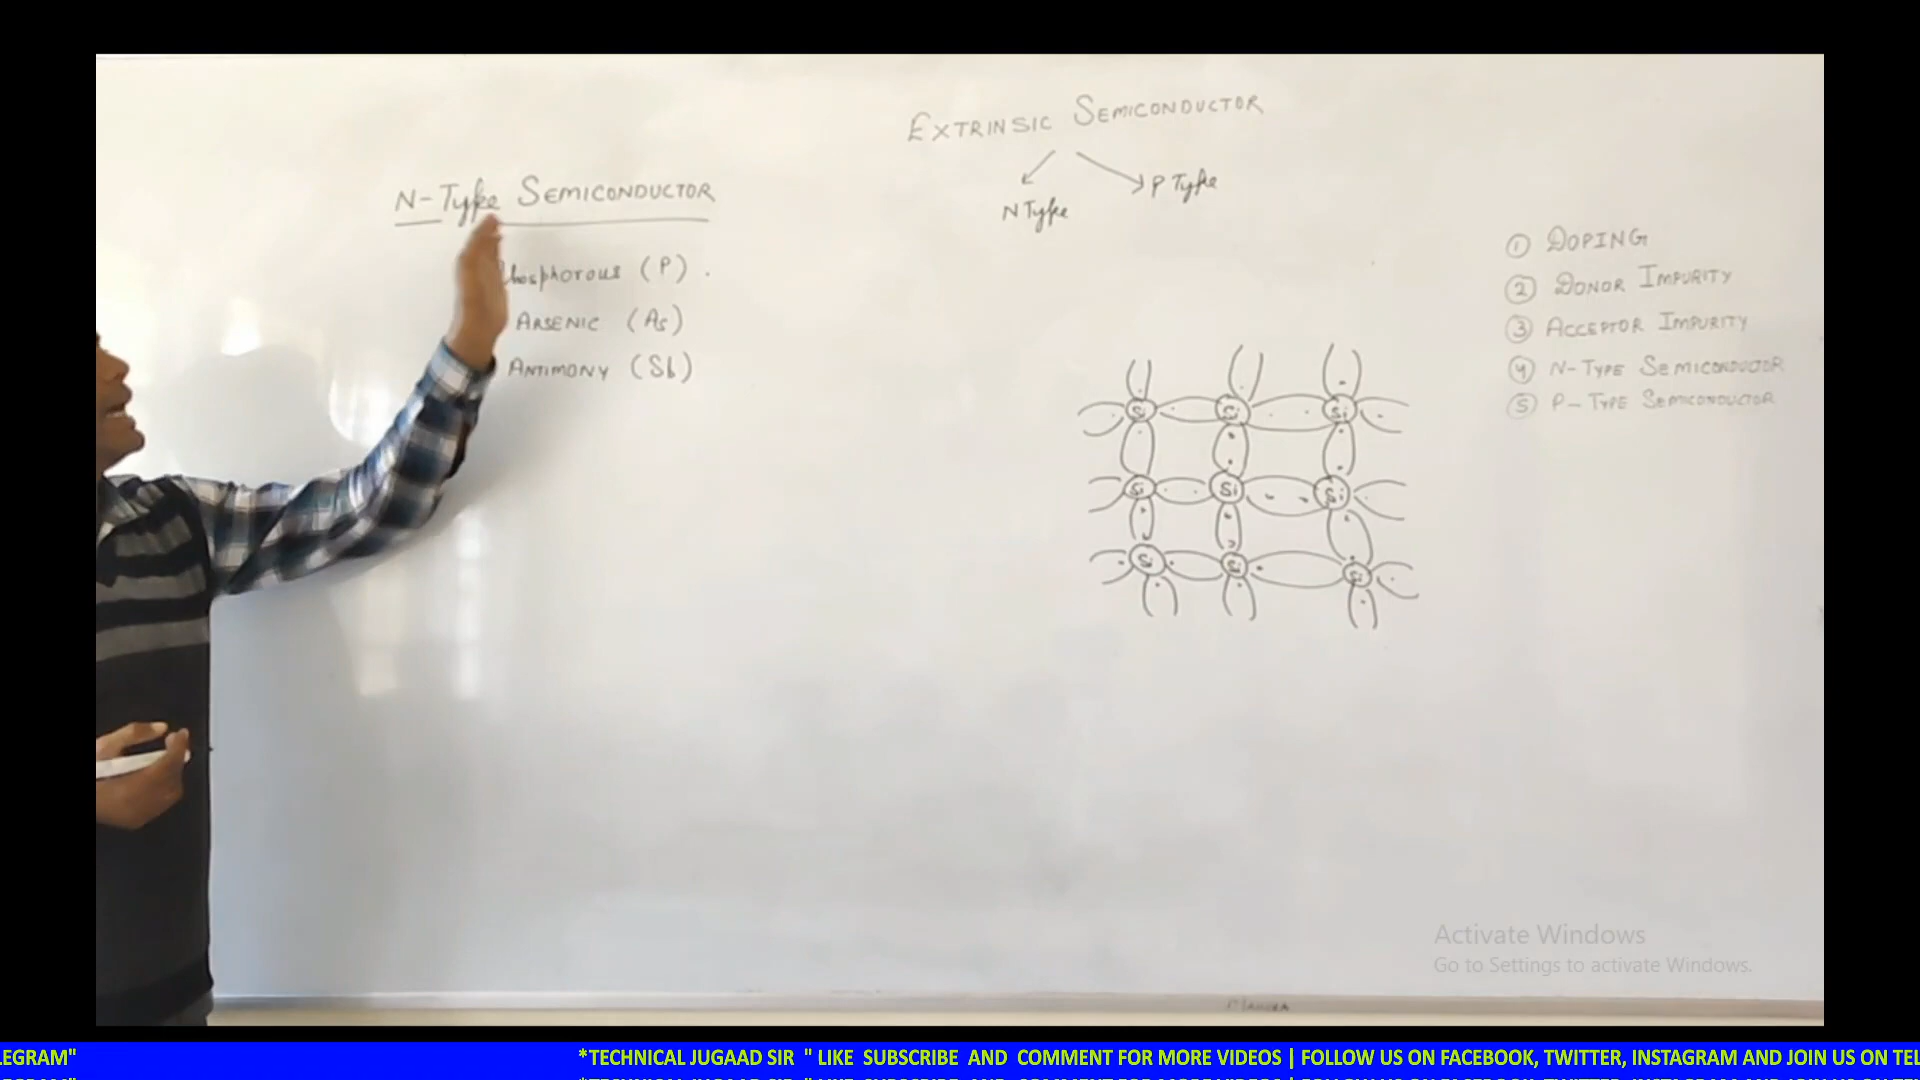 EXTRINSIC SEMICONDUCTOR
N Type
P Type
N-Type SEMICONDUCTOR
Phosphorous (P) .
ARSENIC (As)
ANTIMONY (Sb)
① DOPING
② DONOR IMPURITY
③ ACCEPTOR IMPURITY
④ N-TYPE SEMICONDUCTOR
⑤ P-TYPE SEMICONDUCTOR
Si Si Si
Si Si Si
Si Si Si
Activate Windows
Go to Settings to activate Windows.
LEGRAM" *TECHNICAL JUGAAD SIR " LIKE SUBSCRIBE AND COMMENT FOR MORE VIDEOS | FOLLOW US ON FACEBOOK, TWITTER, INSTAGRAM AND JOIN US ON TEL